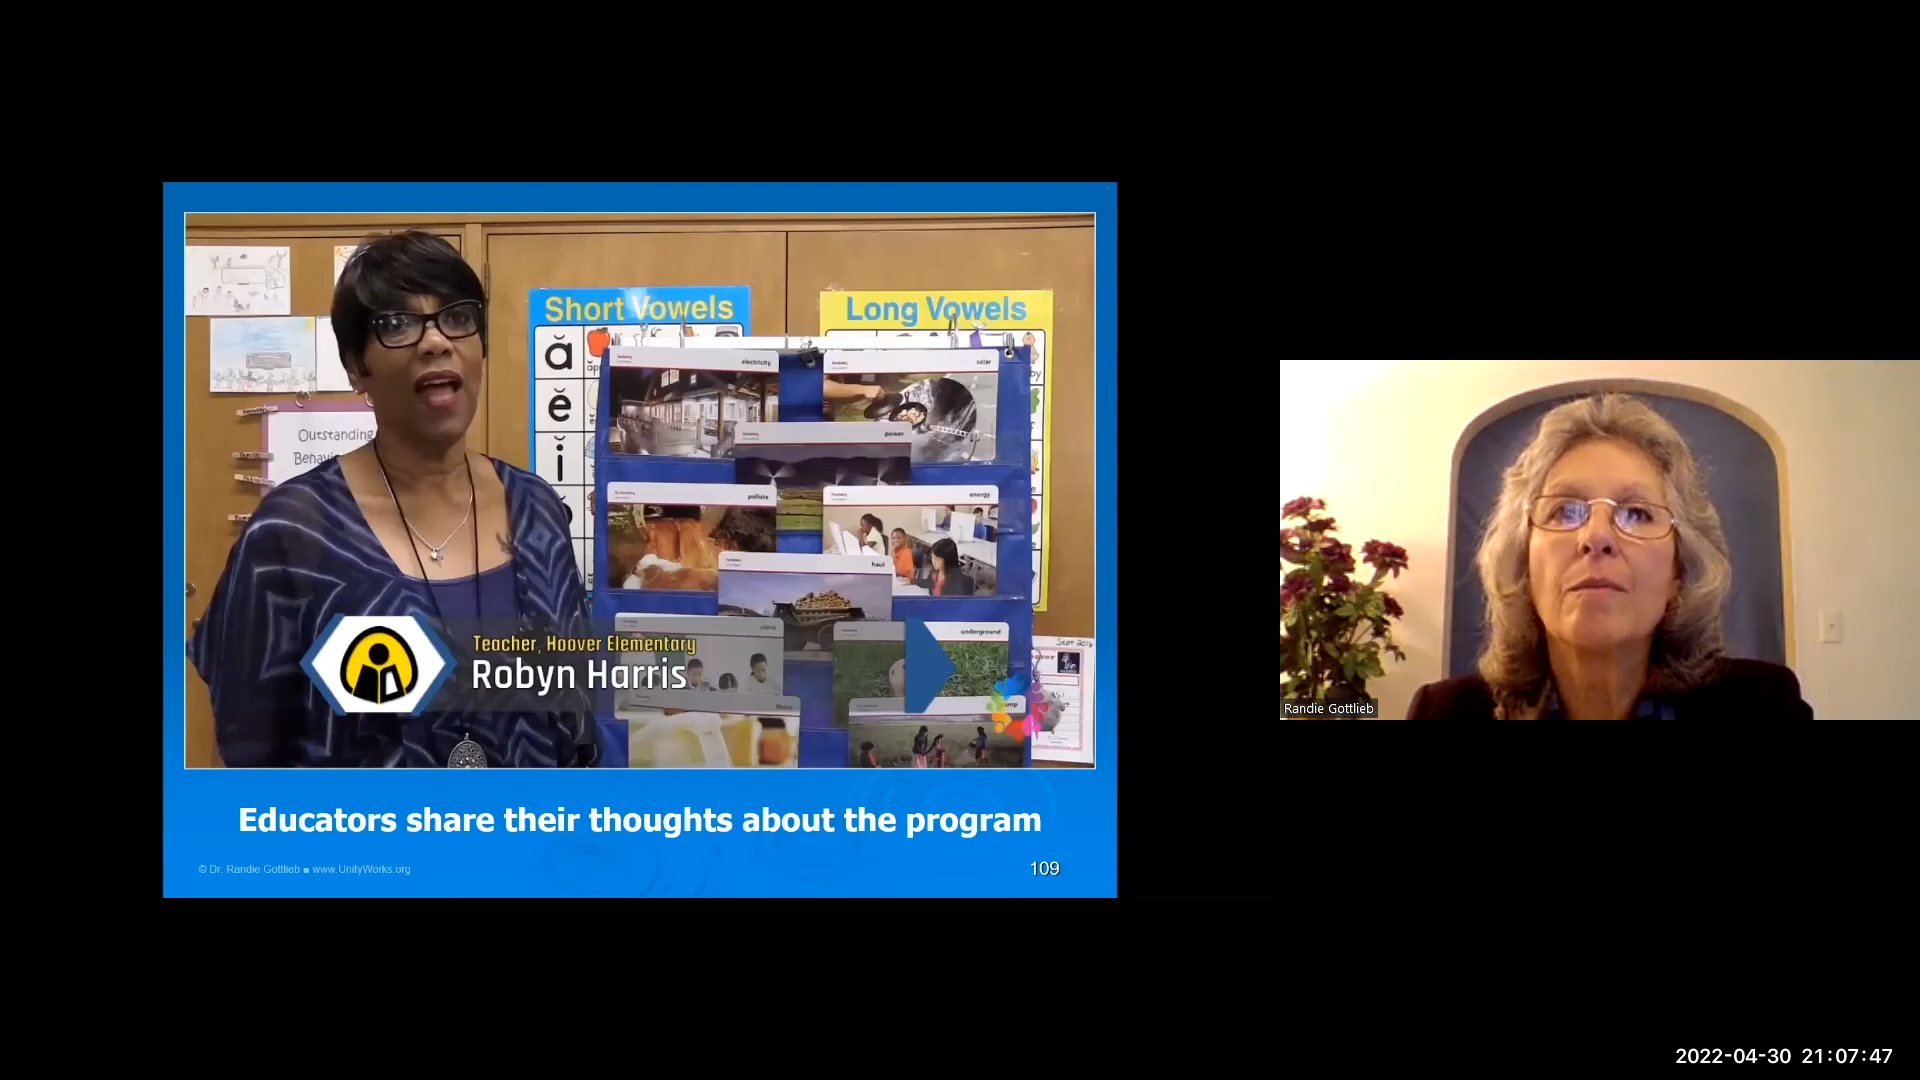 Short Vowels
Long Vowels
ă
ĕ
ĭ
electricity
solar
power
pollute
energy
haul
underground
Outstanding
Sept. 2016
Teacher, Hoover Elementary
Robyn Harris
Educators share their thoughts about the program
© Dr. Randie Gottlieb ■ www.UnityWorks.org
109
Randie Gottlieb
2022-04-30 21:07:47